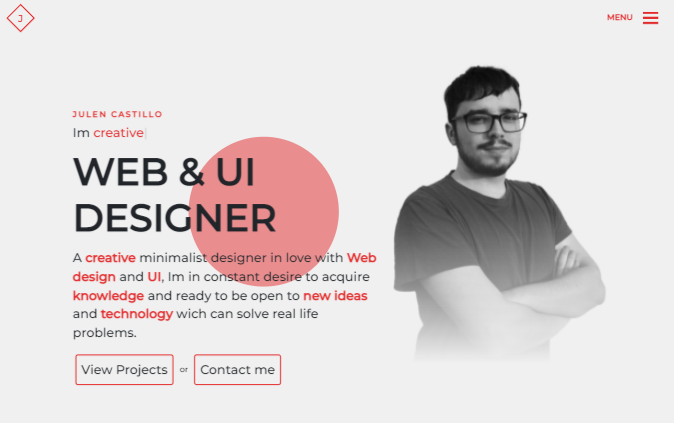 J
MENU
JULEN CASTILLO
Im creative
WEB & UI
DESIGNER
A creative minimalist designer in love with Web
design and UI, Im in constant desire to acquire
knowledge and ready to be open to new ideas
and technology wich can solve real life
problems.
View Projects or Contact me